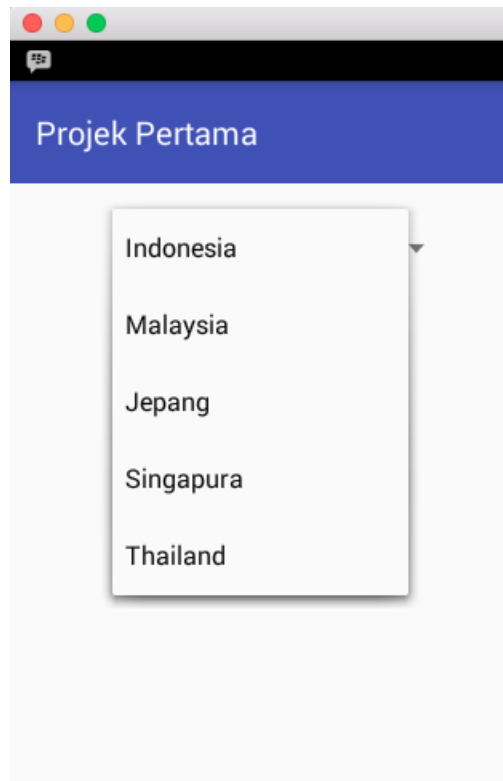 Projek Pertama
Indonesia
Malaysia
Jepang
Singapura
Thailand